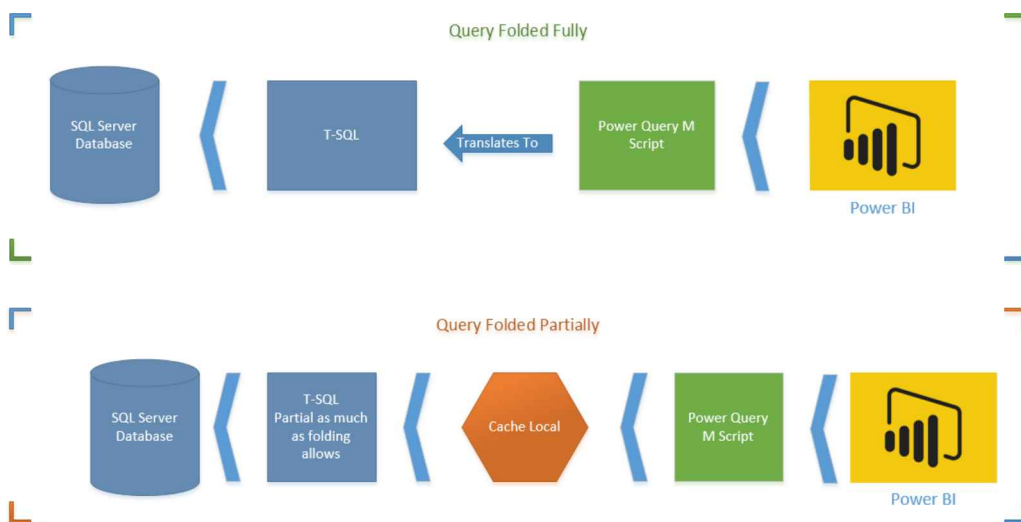 Query Folded Fully
SQL Server
Database
T-SQL
Translates To
Power Query M
Script
Power BI
Query Folded Partially
SQL Server
Database
T-SQL
Partial as much
as folding
allows
Cache Local
Power Query
M Script
Power BI